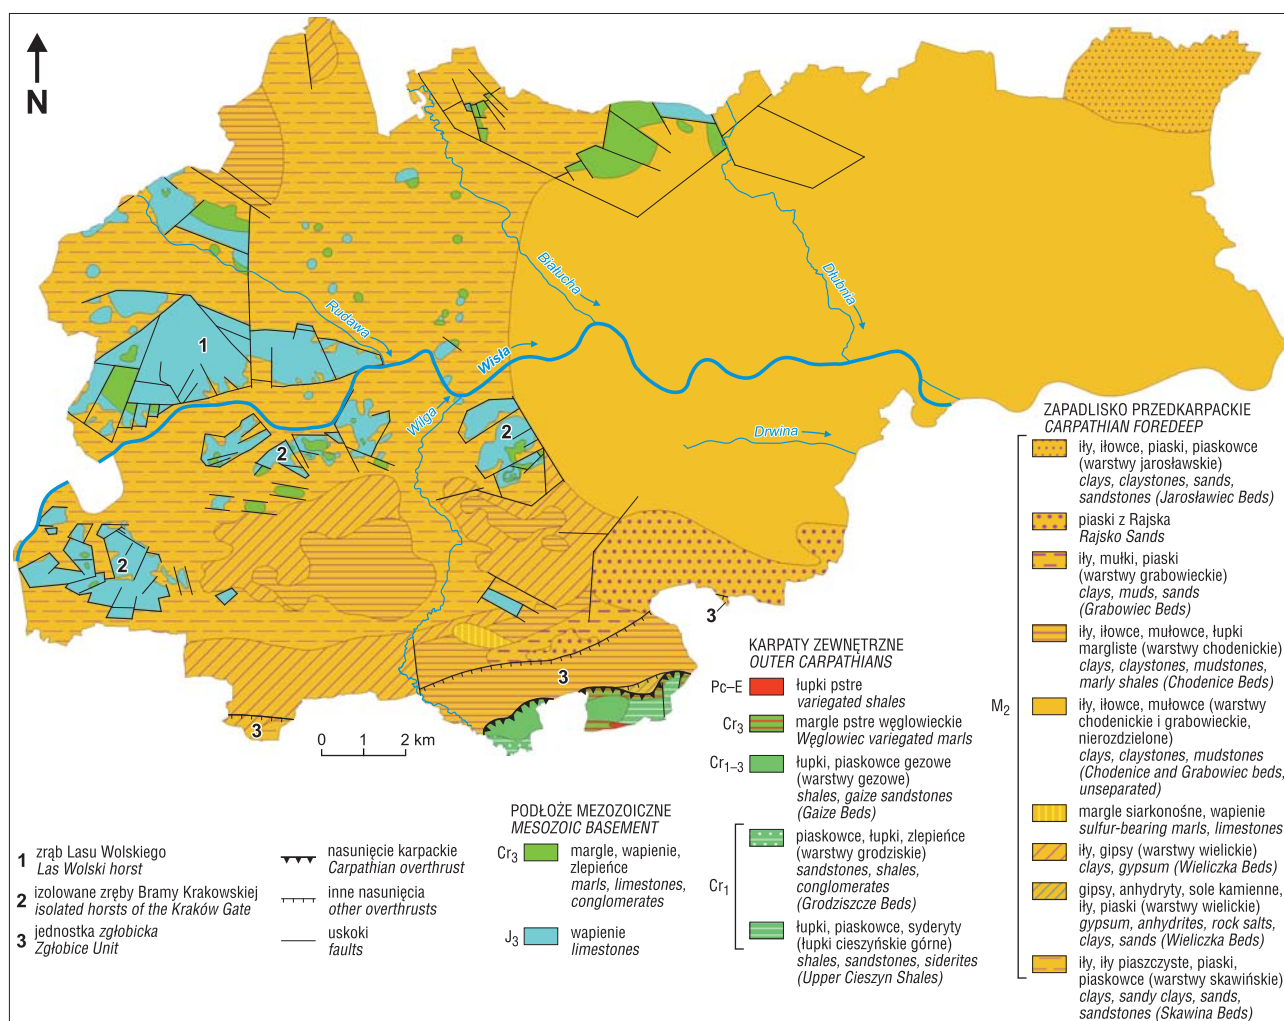 N
1
2
2
2
3
3
3
Rudawa
Białucha
Dłubnia
Wisła
Wilga
Drwina
0 1 2 km
1 zrąb Lasu Wolskiego
Las Wolski horst
2 izolowane zręby Bramy Krakowskiej
isolated horsts of the Kraków Gate
3 jednostka zgłobicka
Zgłobice Unit
nasunięcie karpackie
Carpathian overthrust
inne nasunięcia
other overthrusts
uskoki
faults
PODŁOŻE MEZOZOICZNE
MESOZOIC BASEMENT
Cr3 margle, wapienie,
zlepieńce
marls, limestones,
conglomerates
J3 wapienie
limestones
KARPATY ZEWNĘTRZNE
OUTER CARPATHIANS
Pc–E łupki pstre
variegated shales
Cr3 margle pstre węglowieckie
Węglowiec variegated marls
Cr1–3 łupki, piaskowce gezowe
(warstwy gezowe)
shales, gaize sandstones
(Gaize Beds)
Cr1
piaskowce, łupki, zlepieńce
(warstwy grodziskie)
sandstones, shales,
conglomerates
(Grodziszcze Beds)
łupki, piaskowce, syderyty
(łupki cieszyńskie górne)
shales, sandstones, siderites
(Upper Cieszyn Shales)
ZAPADLISKO PRZEDKARPACKIE
CARPATHIAN FOREDEEP
M2
iły, iłowce, piaski, piaskowce
(warstwy jarosławskie)
clays, claystones, sands,
sandstones (Jarosławiec Beds)
piaski z Rajska
Rajsko Sands
iły, mułki, piaski
(warstwy grabowieckie)
clays, muds, sands
(Grabowiec Beds)
iły, iłowce, mułowce, łupki
margliste (warstwy chodenickie)
clays, claystones, mudstones,
marly shales (Chodenice Beds)
iły, iłowce, mułowce (warstwy
chodenickie i grabowieckie,
nierozdzielone)
clays, claystones, mudstones
(Chodenice and Grabowiec beds,
unseparated)
margle siarkonośne, wapienie
sulfur-bearing marls, limestones
iły, gipsy (warstwy wielickie)
clays, gypsum (Wieliczka Beds)
gipsy, anhydryty, sole kamienne,
iły, piaski (warstwy wielickie)
gypsum, anhydrites, rock salts,
clays, sands (Wieliczka Beds)
iły, iły piaszczyste, piaski,
piaskowce (warstwy skawińskie)
clays, sandy clays, sands,
sandstones (Skawina Beds)